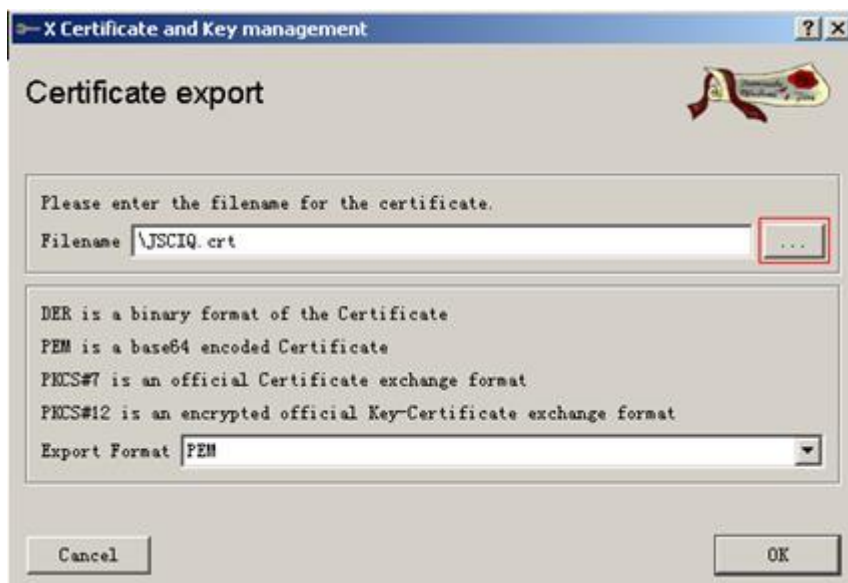 X Certificate and Key management
Certificate export
Please enter the filename for the certificate.
Filename \JSCIQ.crt ...
DER is a binary format of the Certificate
PEM is a base64 encoded Certificate
PKCS#7 is an official Certificate exchange format
PKCS#12 is an encrypted official Key-Certificate exchange format
Export Format PEM
Cancel OK